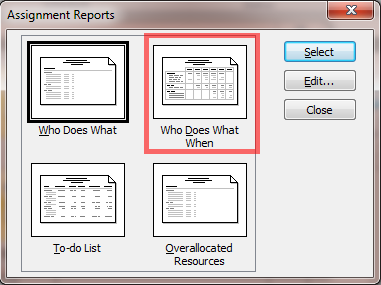 Assignment Reports
Who Does What
Who Does What
When
To-do List
Overallocated
Resources
Select
Edit...
Close